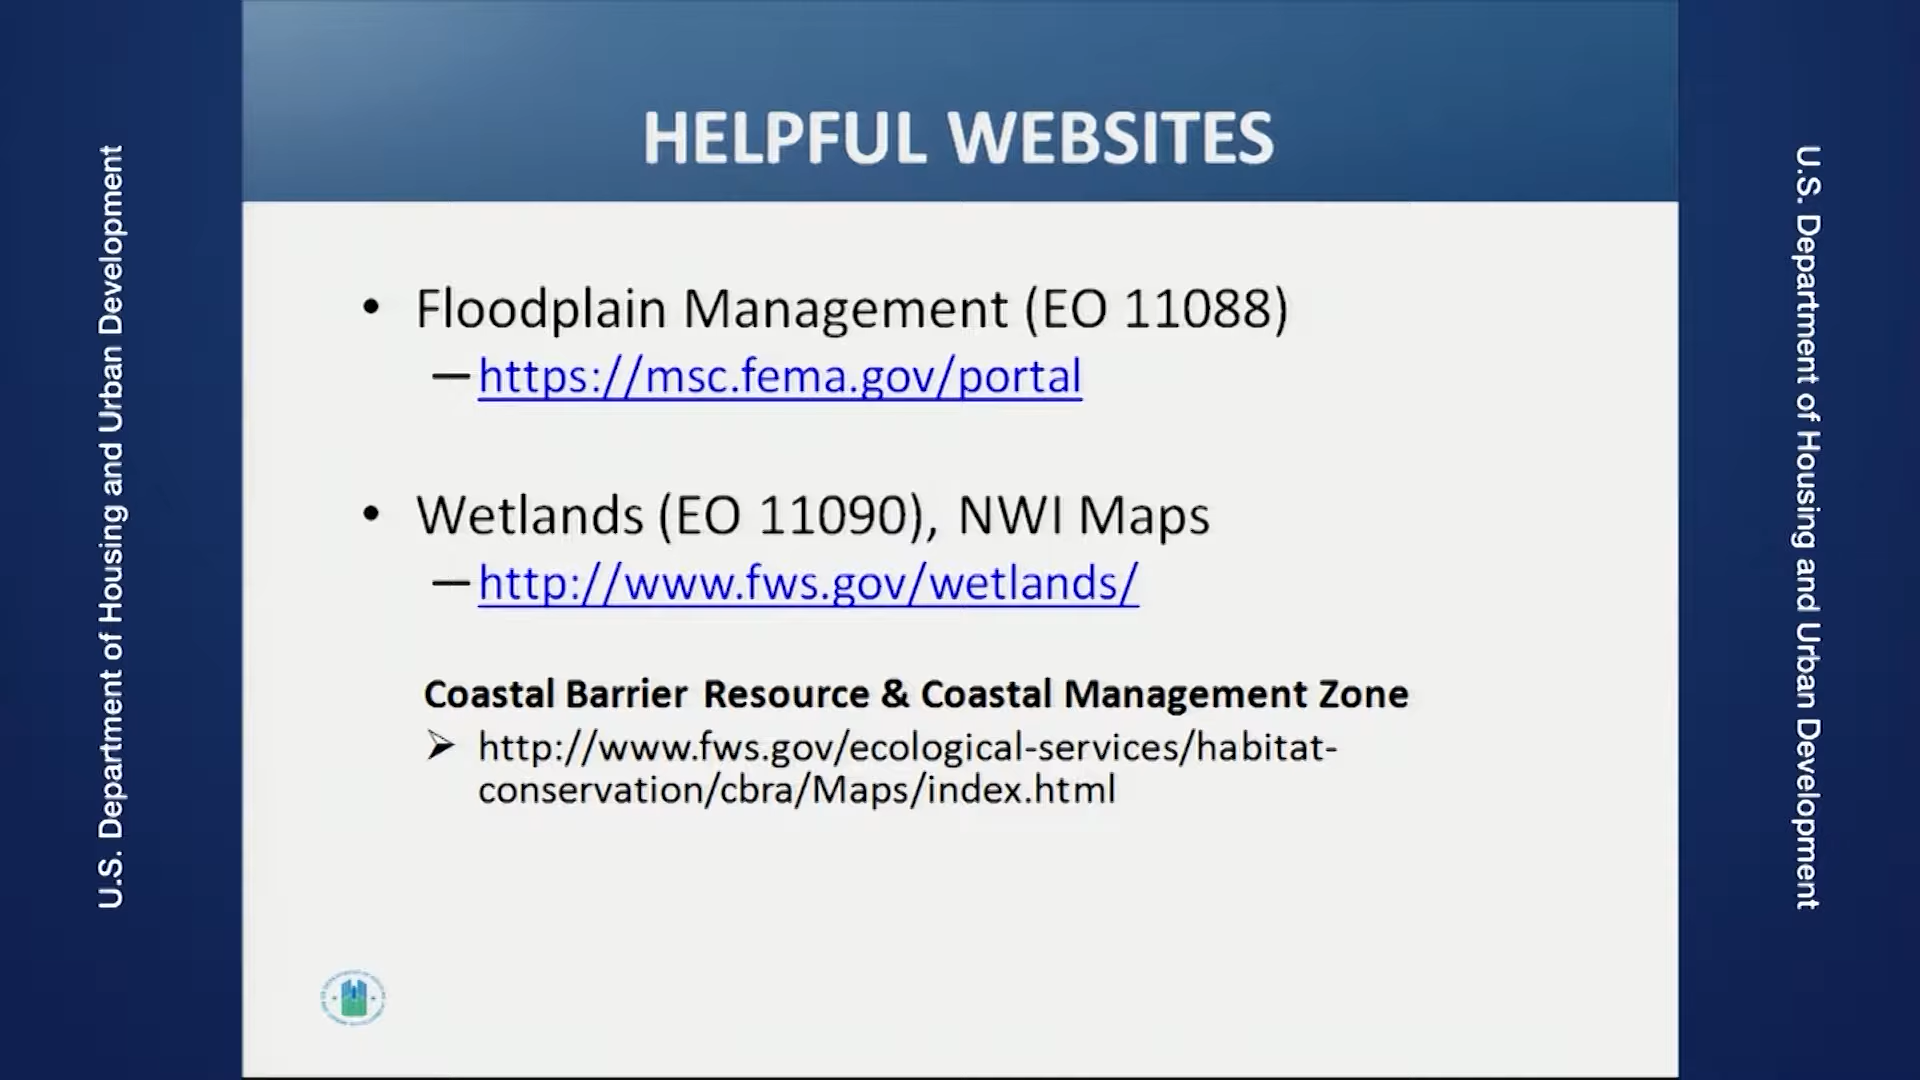 HELPFUL WEBSITES
• Floodplain Management (EO 11088)
—https://msc.fema.gov/portal
• Wetlands (EO 11090), NWI Maps
—http://www.fws.gov/wetlands/
Coastal Barrier Resource & Coastal Management Zone
➢ http://www.fws.gov/ecological-services/habitat-
conservation/cbra/Maps/index.html
U.S. Department of Housing and Urban Development
U.S. Department of Housing and Urban Development